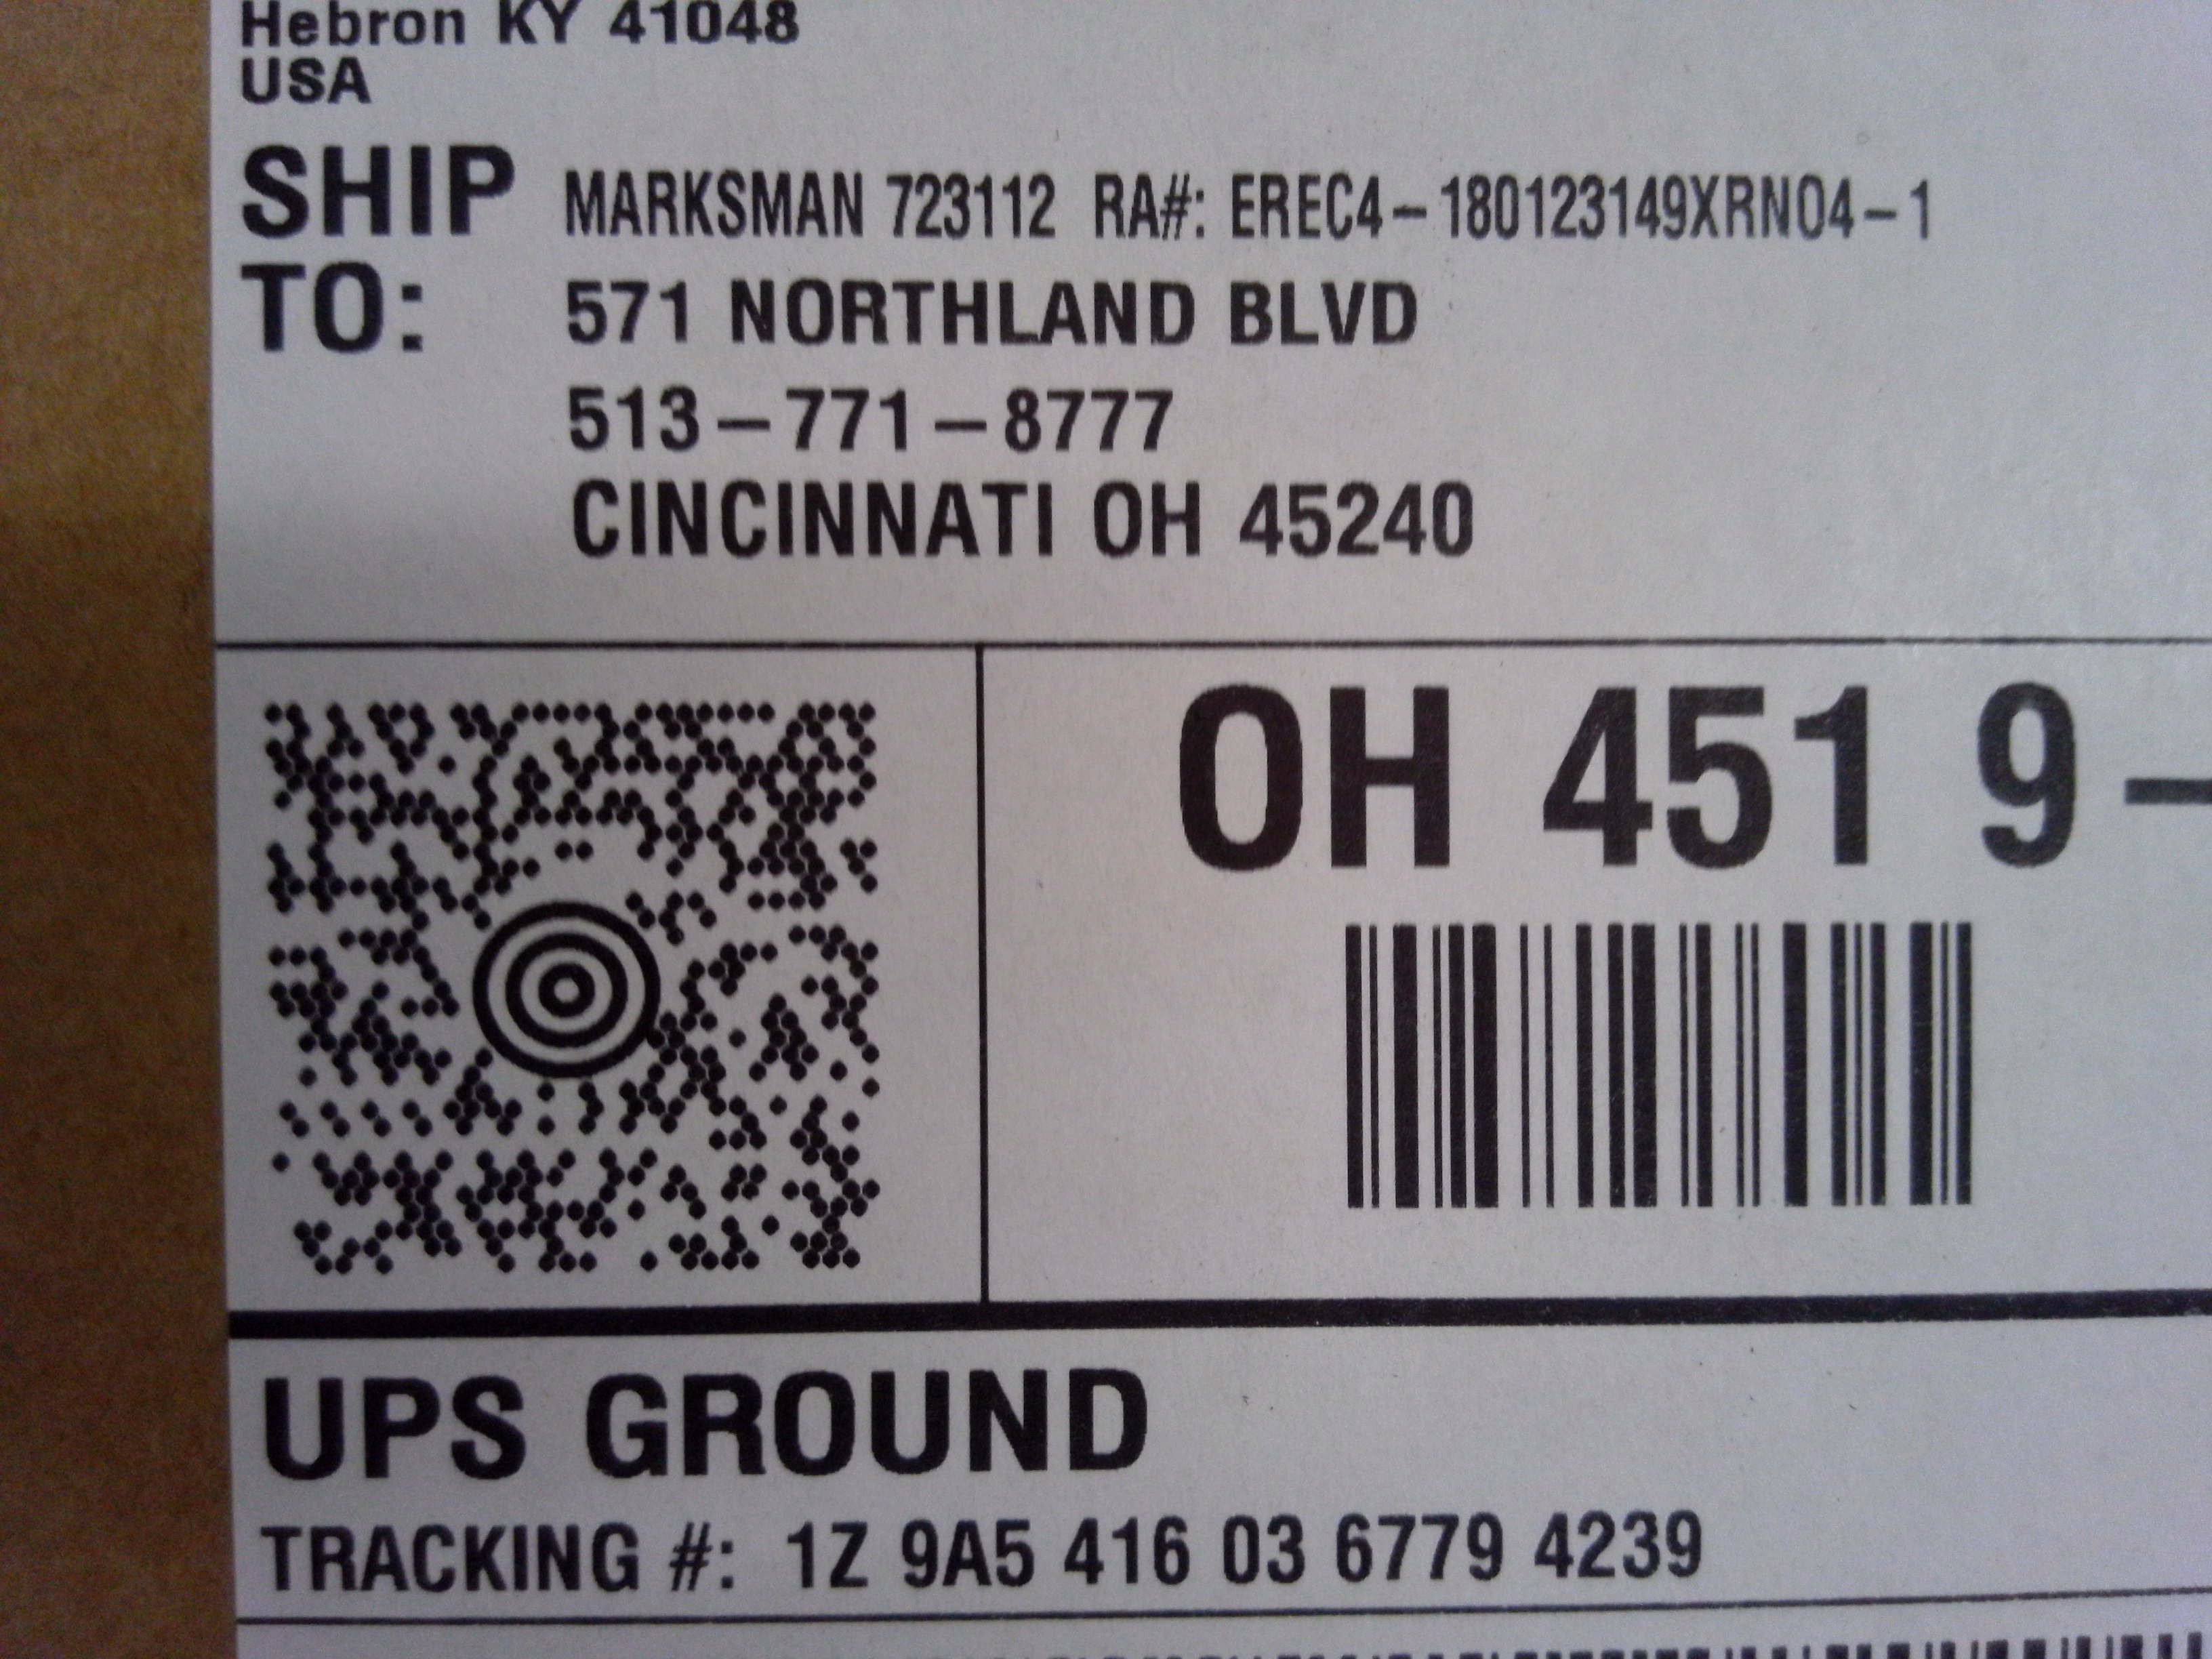 Hebron KY 41048
USA
SHIP TO:
MARKSMAN 723112 RA#: EREC4-180123149XRN04-1
571 NORTHLAND BLVD
513-771-8777
CINCINNATI OH 45240
OH 451 9-
UPS GROUND
TRACKING #: 1Z 9A5 416 03 6779 4239